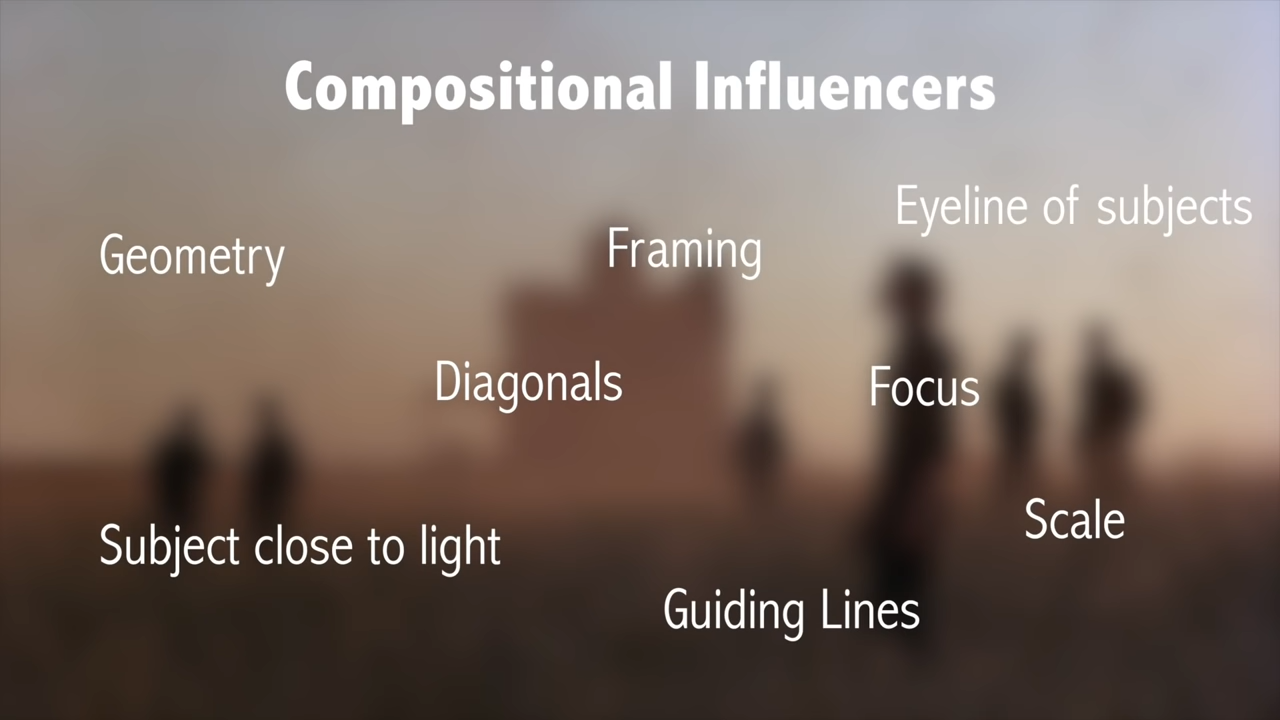 Compositional Influencers
Eyeline of subjects
Geometry
Framing
Diagonals
Focus
Subject close to light
Scale
Guiding Lines